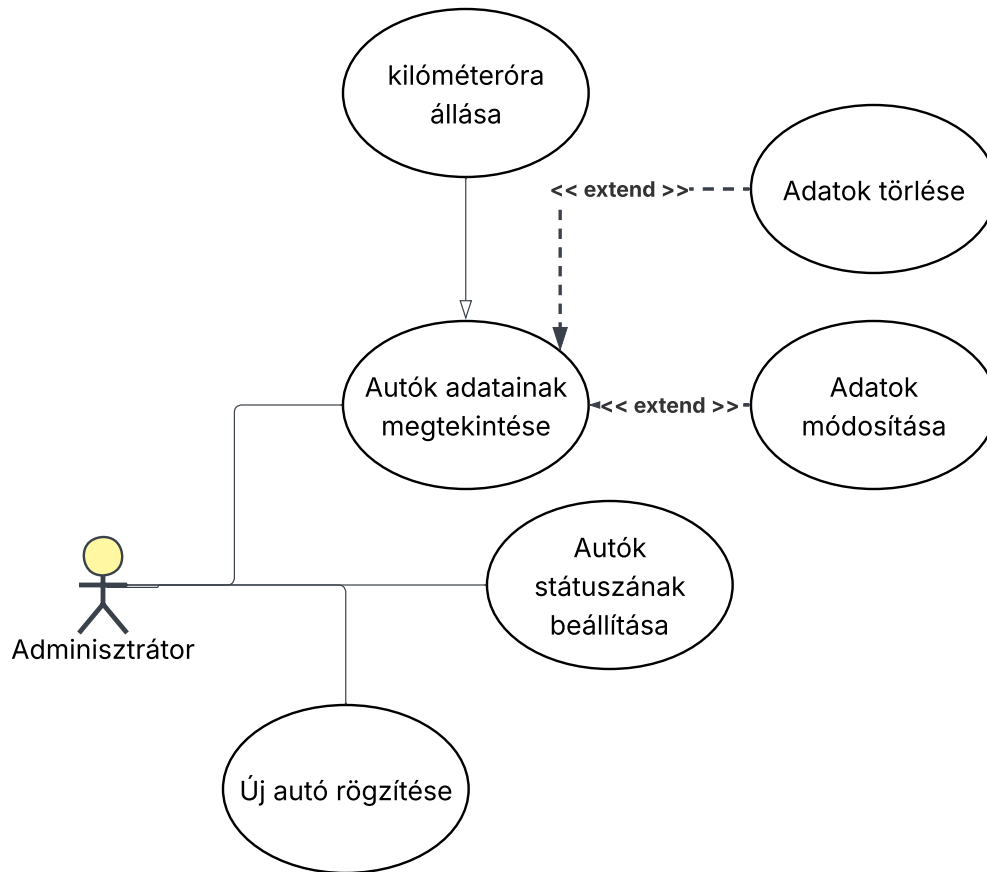 kilóméteróra
állása
<< extend >>
Adatok törlése
Autók adatainak
megtekintése
<< extend >>
Adatok
módosítása
Autók
státuszának
beállítása
Adminisztrátor
Új autó rögzítése